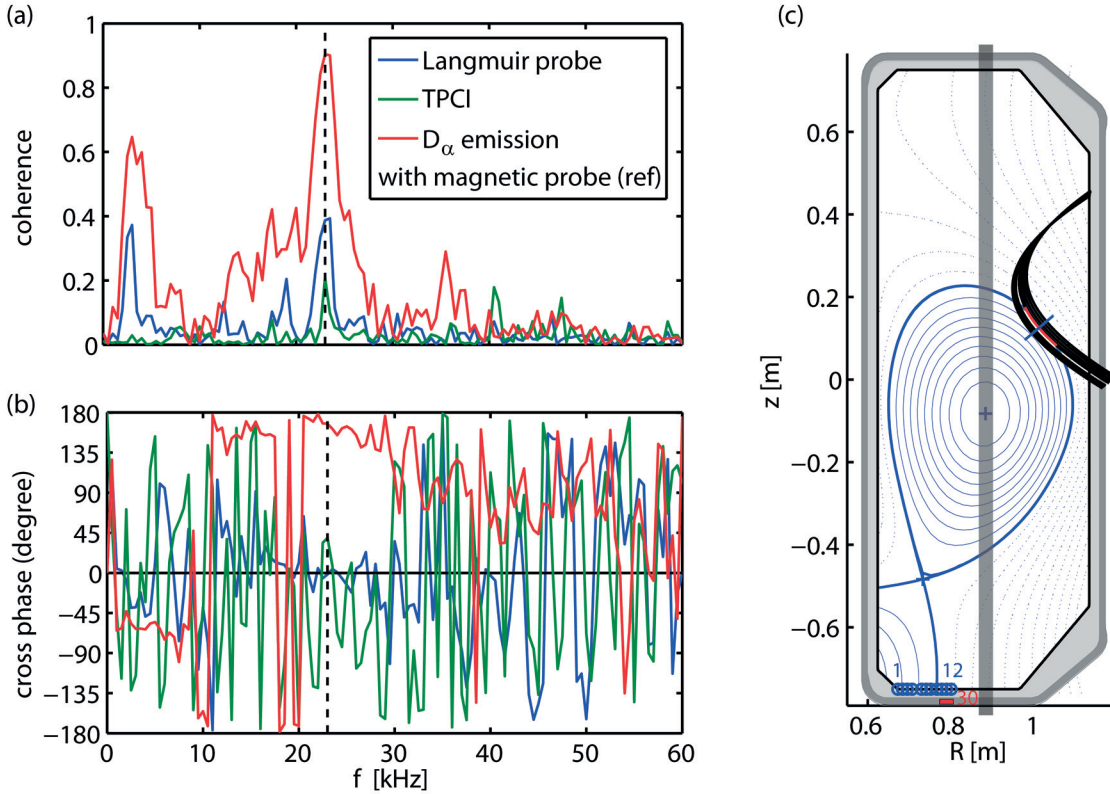 (a)
1
0.8
0.6
0.4
0.2
0
coherence
Langmuir probe
TPCI
Dα emission
with magnetic probe (ref)
(b)
180
135
90
45
0
−45
−90
−135
−180
cross phase (degree)
0 10 20 30 40 50 60
f [kHz]
(c)
0.6
0.4
0.2
0
−0.2
−0.4
−0.6
z [m]
1 12
30
0.6 0.8 1
R [m]